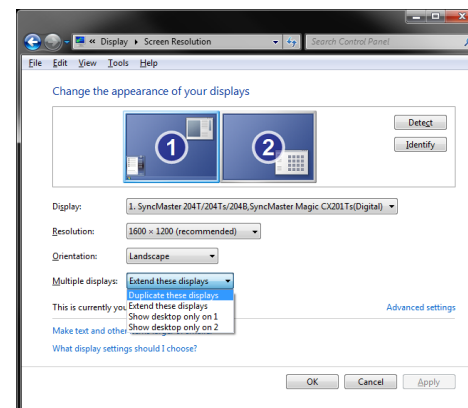 « Display ▸ Screen Resolution
Search Control Panel
File Edit View Tools Help
Change the appearance of your displays
1
2
Detect
Identify
Display: 1. SyncMaster 204T/204Ts/204B,SyncMaster Magic CX201Ts(Digital)
Resolution: 1600 × 1200 (recommended)
Orientation: Landscape
Multiple displays: Extend these displays
Duplicate these displays
This is currently you Extend these displays Advanced settings
Show desktop only on 1
Make text and other Show desktop only on 2
What display settings should I choose?
OK Cancel Apply